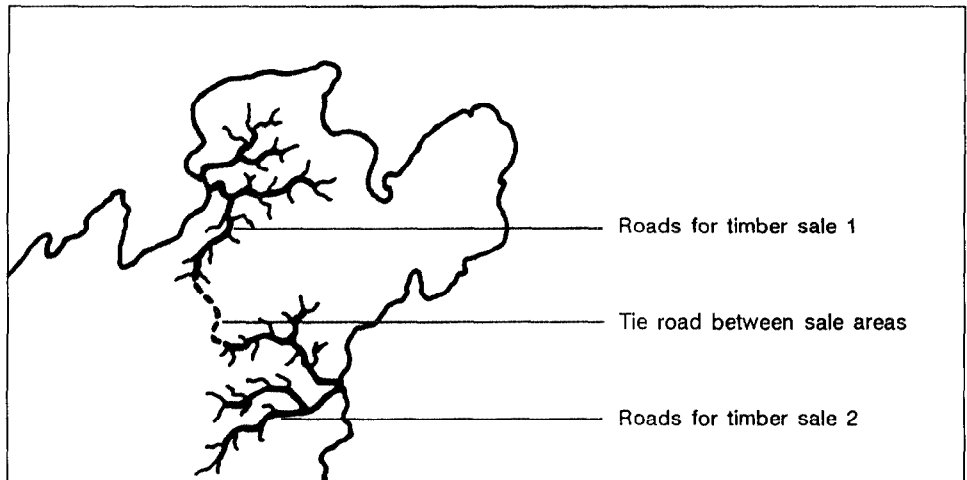 Roads for timber sale 1
Tie road between sale areas
Roads for timber sale 2